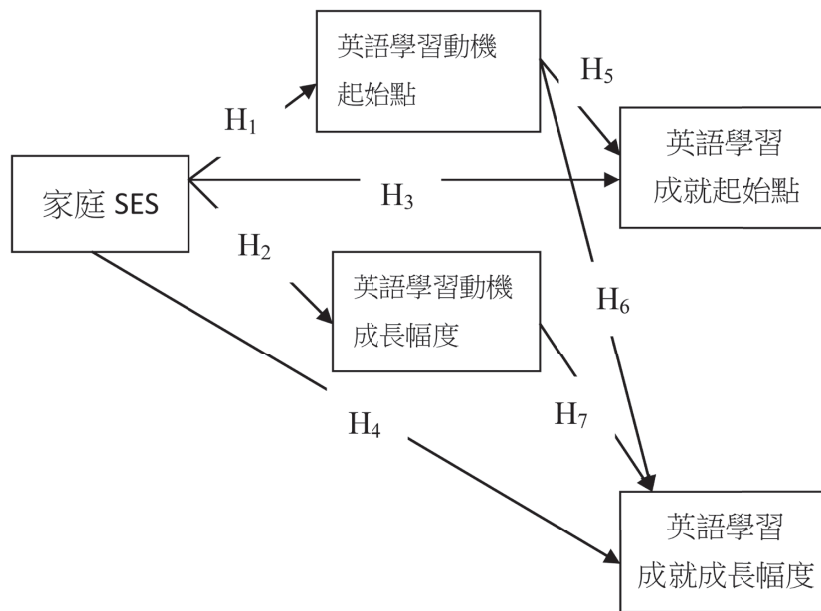 英語學習動機
起始點
H₅
H₁
英語學習
成就起始點
家庭 SES
H₃
H₂
英語學習動機
成長幅度
H₆
H₄
H₇
英語學習
成就成長幅度